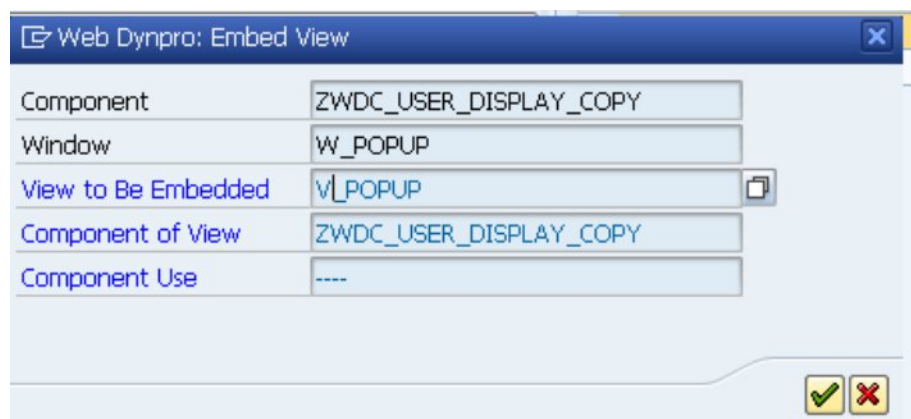 Web Dynpro: Embed View
Component ZWDC_USER_DISPLAY_COPY
Window W_POPUP
View to Be Embedded V_POPUP
Component of View ZWDC_USER_DISPLAY_COPY
Component Use ----